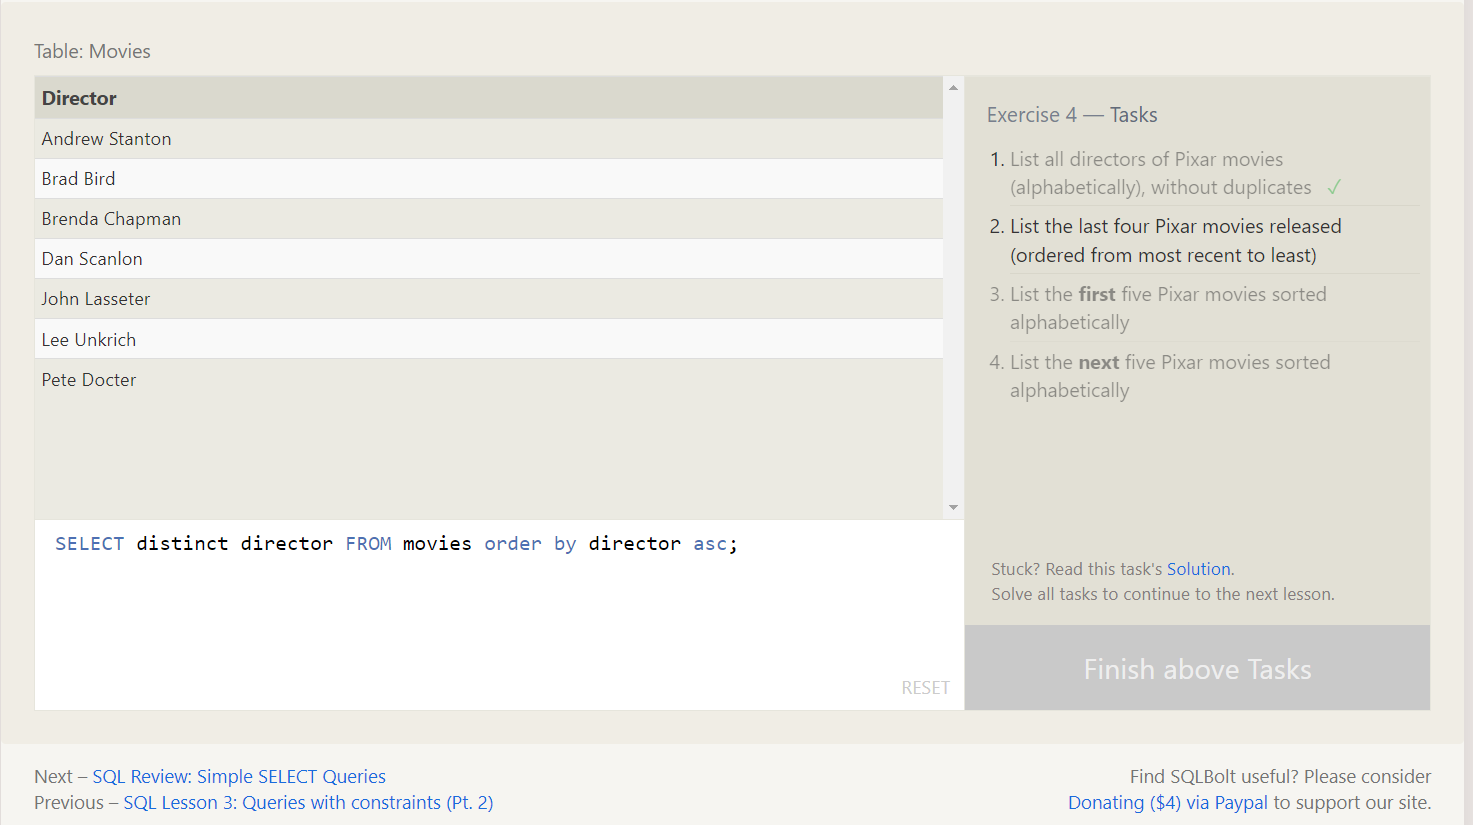 Table: Movies
Director
Andrew Stanton
Brad Bird
Brenda Chapman
Dan Scanlon
John Lasseter
Lee Unkrich
Pete Docter
SELECT distinct director FROM movies order by director asc;
RESET
Exercise 4 — Tasks
1. List all directors of Pixar movies
(alphabetically), without duplicates ✓
2. List the last four Pixar movies released
(ordered from most recent to least)
3. List the first five Pixar movies sorted
alphabetically
4. List the next five Pixar movies sorted
alphabetically
Stuck? Read this task's Solution.
Solve all tasks to continue to the next lesson.
Finish above Tasks
Next – SQL Review: Simple SELECT Queries
Previous – SQL Lesson 3: Queries with constraints (Pt. 2)
Find SQLBolt useful? Please consider
Donating ($4) via Paypal to support our site.